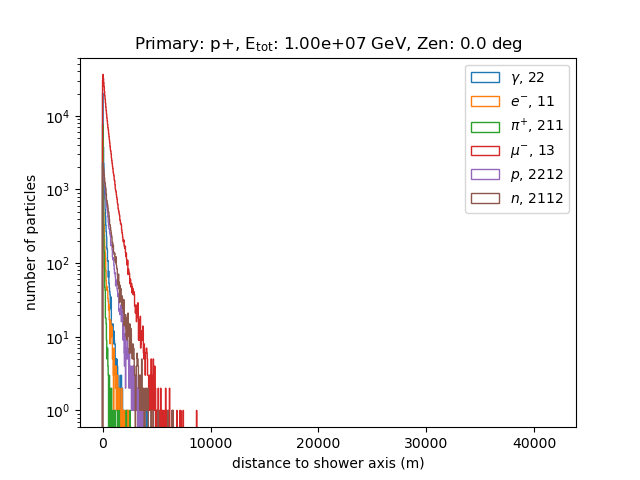 Primary: p+, E_tot: 1.00e+07 GeV, Zen: 0.0 deg
γ, 22
e⁻, 11
π⁺, 211
μ⁻, 13
p, 2212
n, 2112
number of particles
10⁴
10³
10²
10¹
10⁰
0 10000 20000 30000 40000
distance to shower axis (m)